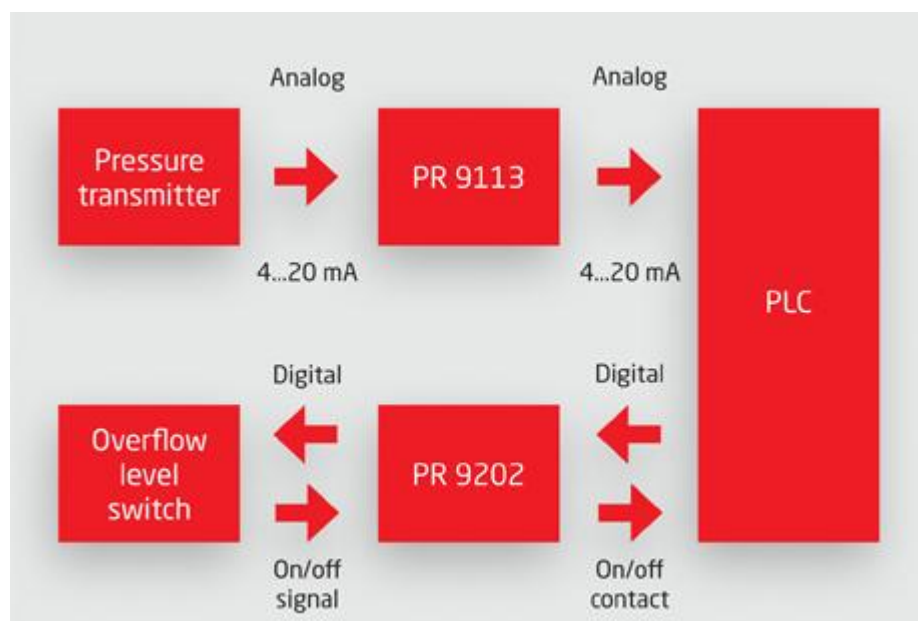 Analog
Analog
Pressure
transmitter
PR 9113
4...20 mA
4...20 mA
PLC
Digital
Digital
Overflow
level
switch
PR 9202
On/off
signal
On/off
contact